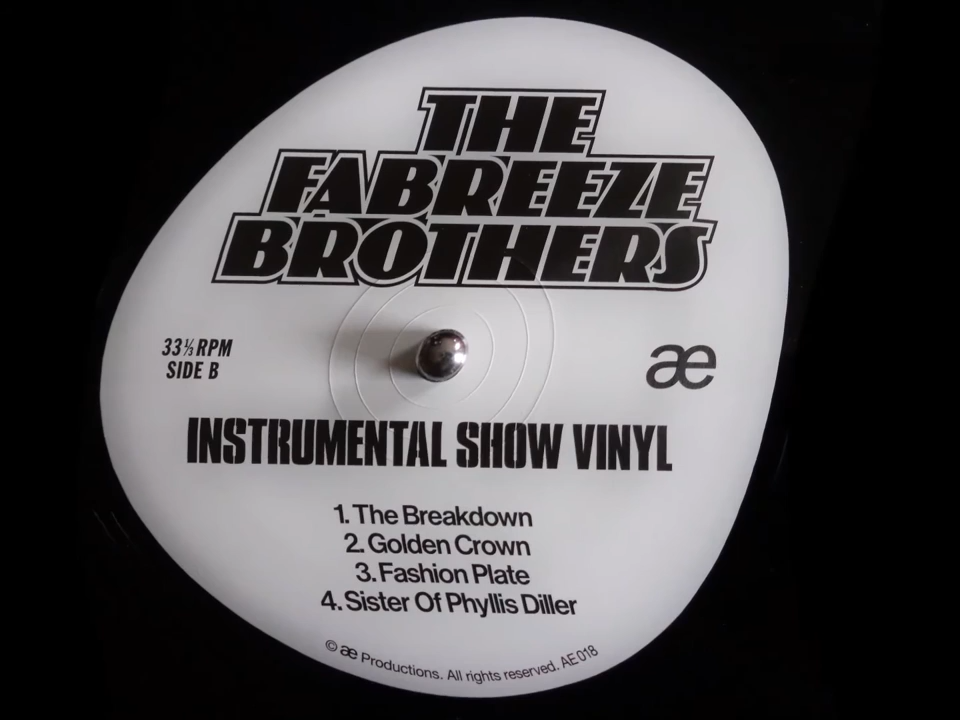 THE
FABREEZE
BROTHERS
33⅓ RPM
SIDE B
æ
INSTRUMENTAL SHOW VINYL
1. The Breakdown
2. Golden Crown
3. Fashion Plate
4. Sister Of Phyllis Diller
© æ Productions. All rights reserved. AE018